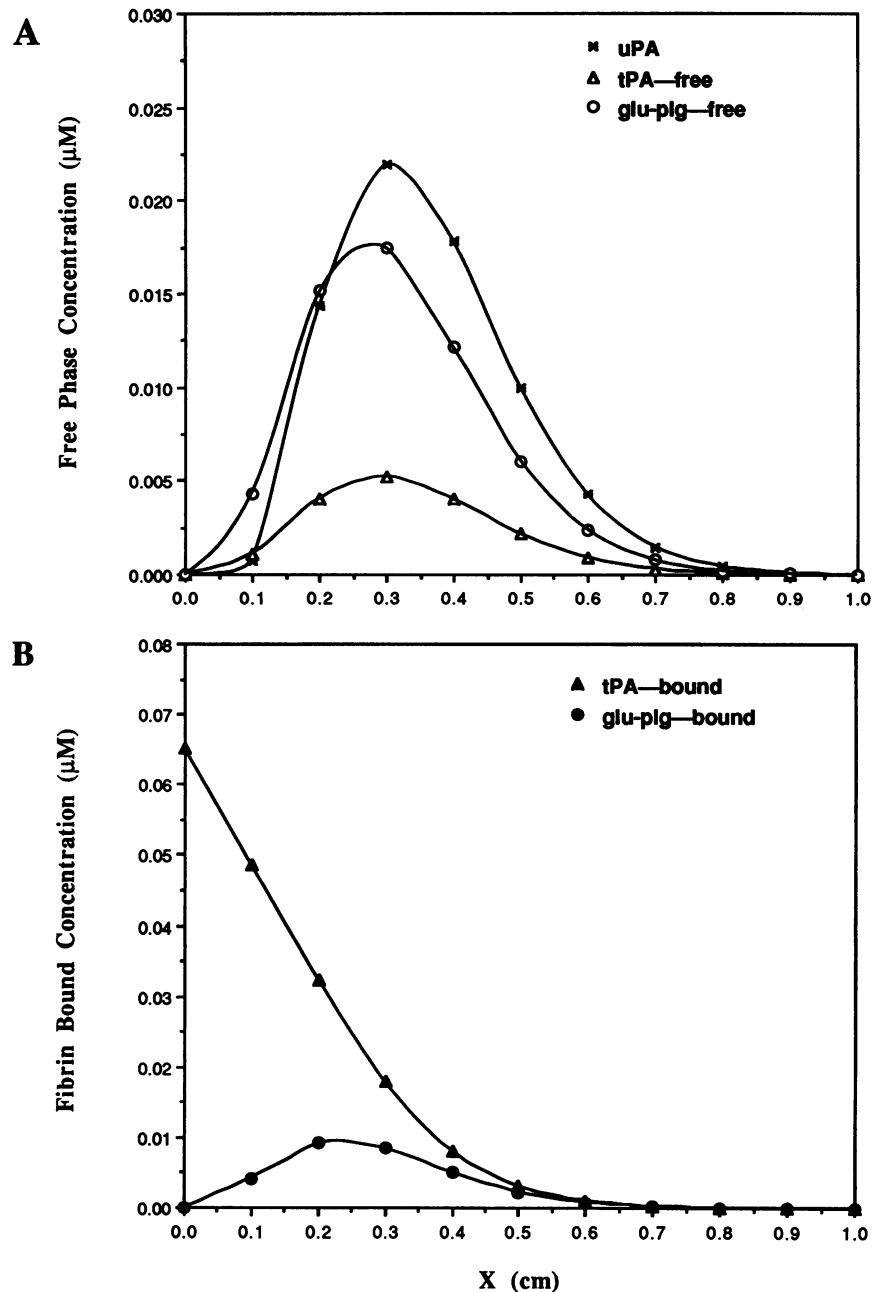 A
Free Phase Concentration (μM)
0.030
0.025
0.020
0.015
0.010
0.005
0.000
uPA
tPA—free
glu-plg—free
0.0 0.1 0.2 0.3 0.4 0.5 0.6 0.7 0.8 0.9 1.0
B
Fibrin Bound Concentration (μM)
0.08
0.07
0.06
0.05
0.04
0.03
0.02
0.01
0.00
tPA—bound
glu-plg—bound
0.0 0.1 0.2 0.3 0.4 0.5 0.6 0.7 0.8 0.9 1.0
X (cm)